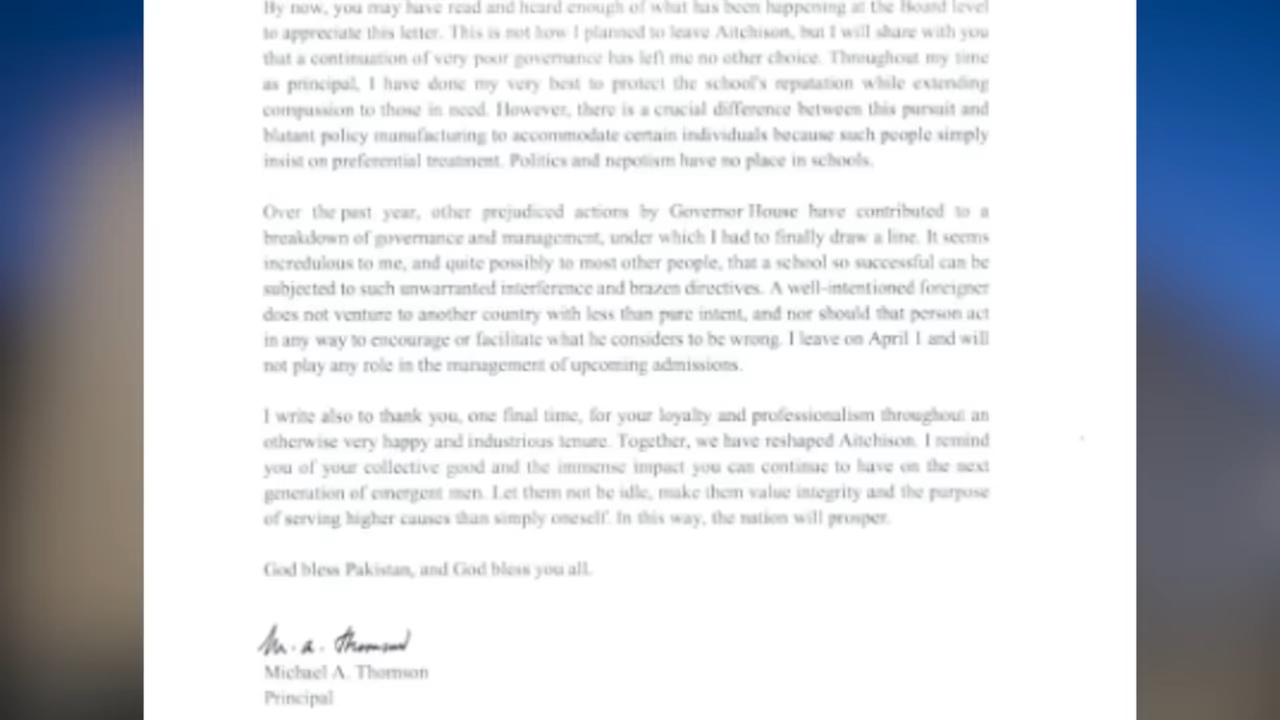 By now, you may have read and heard enough of what has been happening at the Board level
to appreciate this letter. This is not how I planned to leave Aitchison, but I will share with you
that a continuation of very poor governance has left me no other choice. Throughout my time
as principal, I have done my very best to protect the school's reputation while extending
compassion to those in need. However, there is a crucial difference between this pursuit and
blatant policy manufacturing to accommodate certain individuals because such people simply
insist on preferential treatment. Politics and nepotism have no place in schools.
Over the past year, other prejudiced actions by Governor House have contributed to a
breakdown of governance and management, under which I had to finally draw a line. It seems
incredulous to me, and quite possibly to most other people, that a school so successful can be
subjected to such unwarranted interference and brazen directives. A well-intentioned foreigner
does not venture to another country with less than pure intent, and nor should that person act
in any way to encourage or facilitate what he considers to be wrong. I leave on April 1 and will
not play any role in the management of upcoming admissions.
I write also to thank you, one final time, for your loyalty and professionalism throughout an
otherwise very happy and industrious tenure. Together, we have reshaped Aitchison. I remind
you of your collective good and the immense impact you can continue to have on the next
generation of emergent men. Let them not be idle, make them value integrity and the purpose
of serving higher causes than simply oneself. In this way, the nation will prosper.
God bless Pakistan, and God bless you all.
M. A. Thomson
Michael A. Thomson
Principal